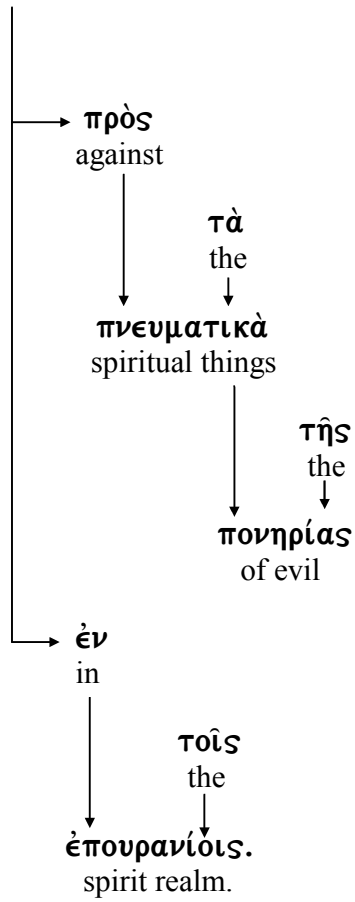 πρὸς
against
τὰ
the
πνευματικὰ
spiritual things
τῆς
the
πονηρίας
of evil
ἐν
in
τοῖς
the
ἐπουρανίοις.
spirit realm.